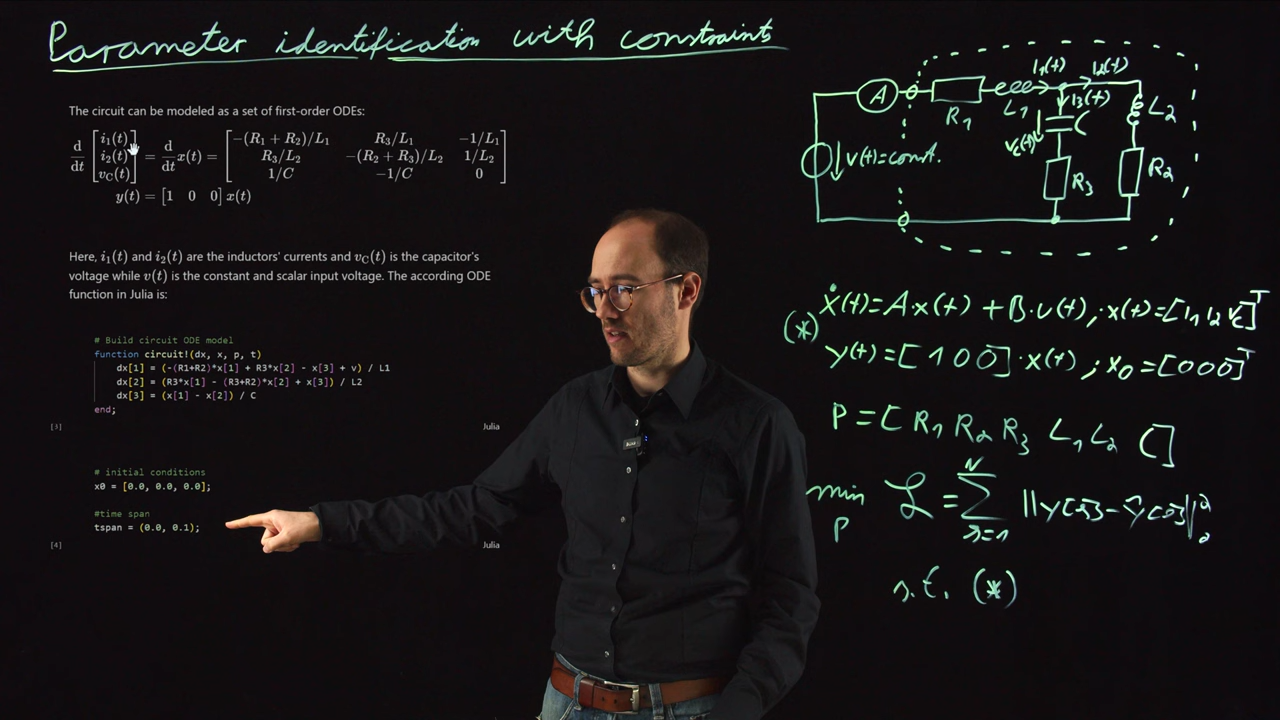 Parameter identification with constraints
The circuit can be modeled as a set of first-order ODEs:
d/dt [i₁(t) i₂(t) v_C(t)] = d/dt x(t) = [-(R₁ + R₂)/L₁ R₃/L₁ -1/L₁
R₃/L₂ -(R₂ + R₃)/L₂ 1/L₂
1/C -1/C 0]
y(t) = [1 0 0] x(t)
Here, i₁(t) and i₂(t) are the inductors' currents and v_C(t) is the capacitor's
voltage while v(t) is the constant and scalar input voltage. The according ODE
function in Julia is:
# Build circuit ODE model
function circuit!(dx, x, p, t)
dx[1] = (-(R1+R2)*x[1] + R3*x[2] - x[3] + v) / L1
dx[2] = (R3*x[1] - (R3+R2)*x[2] + x[3]) / L2
dx[3] = (x[1] - x[2]) / C
end;
[3] Julia
# initial conditions
x0 = [0.0, 0.0, 0.0];
#time span
tspan = (0.0, 0.1);
[4] Julia
A R₁ L₁ i₁(t) i₂(t) L₂
i₃(t) C v_C(t)
v(t)=const. R₃ R₂
(*) ẋ(t)=A·x(t) + B·v(t), x(t)=[i₁ i₂ v_C]ᵀ
y(t)=[1 0 0]·x(t) ; x₀=[0 0 0]ᵀ
P=[R₁ R₂ R₃ L₁ L₂ C]
min P ℒ = Σ N ||y[s]-ŷ[s]||²₂
s=1
s.t. (*)